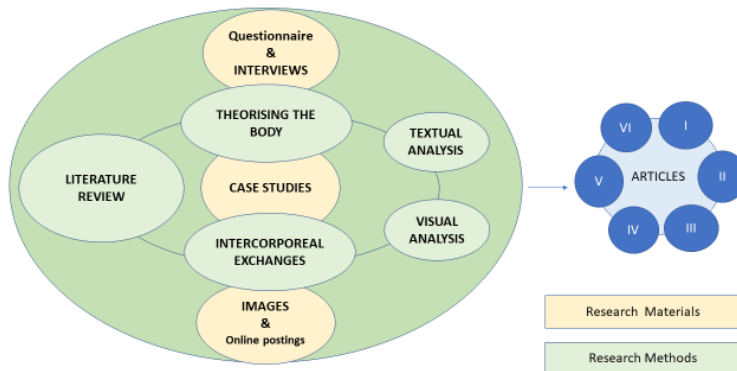 Questionnaire
&
INTERVIEWS
THEORISING THE
BODY
TEXTUAL
ANALYSIS
LITERATURE
REVIEW
CASE STUDIES
VISUAL
ANALYSIS
INTERCORPOREAL
EXCHANGES
IMAGES
&
Online postings
VI
I
V
ARTICLES
II
IV
III
Research Materials
Research Methods